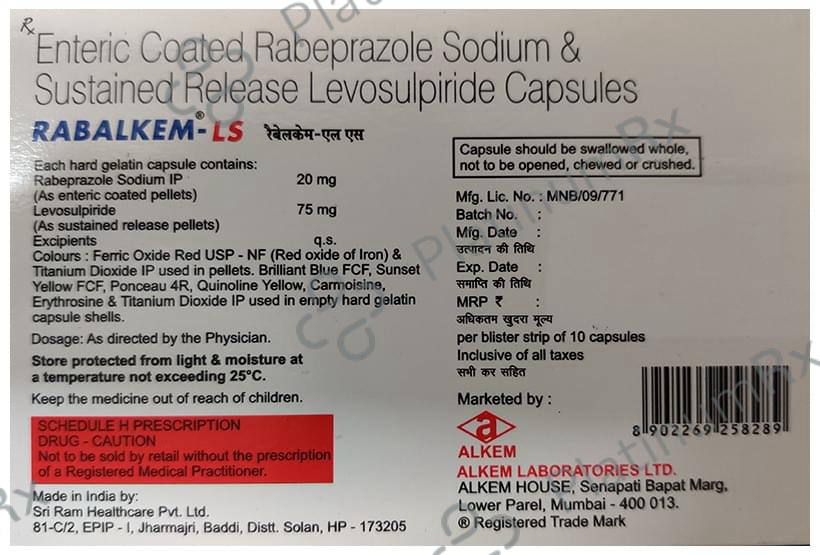 Rx
Enteric Coated Rabeprazole Sodium &
Sustained Release Levosulpiride Capsules
RABALKEM®-LS रैबेलकेम-एल एस
Each hard gelatin capsule contains:
Rabeprazole Sodium IP 20 mg
(As enteric coated pellets)
Levosulpiride 75 mg
(As sustained release pellets)
Excipients q.s.
Colours : Ferric Oxide Red USP - NF (Red oxide of Iron) &
Titanium Dioxide IP used in pellets. Brilliant Blue FCF, Sunset
Yellow FCF, Ponceau 4R, Quinoline Yellow, Carmoisine,
Erythrosine & Titanium Dioxide IP used in empty hard gelatin
capsule shells.
Dosage: As directed by the Physician.
Store protected from light & moisture at
a temperature not exceeding 25°C.
Keep the medicine out of reach of children.
SCHEDULE H PRESCRIPTION
DRUG - CAUTION
Not to be sold by retail without the prescription
of a Registered Medical Practitioner.
Made in India by:
Sri Ram Healthcare Pvt. Ltd.
81-C/2, EPIP - I, Jharmajri, Baddi, Distt. Solan, HP - 173205
Capsule should be swallowed whole,
not to be opened, chewed or crushed.
Mfg. Lic. No. : MNB/09/771
Batch No. :
Mfg. Date :
उत्पादन की तिथि
Exp. Date :
समाप्ति की तिथि
MRP ₹ :
अधिकतम खुदरा मूल्य
per blister strip of 10 capsules
Inclusive of all taxes
सभी कर सहित
Marketed by :
a
ALKEM
ALKEM LABORATORIES LTD.
ALKEM HOUSE, Senapati Bapat Marg,
Lower Parel, Mumbai - 400 013.
® Registered Trade Mark
8 902269 258289
PlatinumRx
PlatinumRx
PlatinumRx